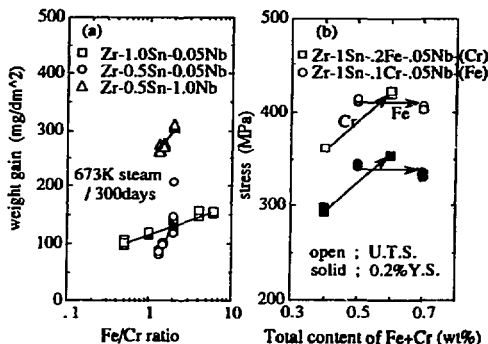 (a)
□ Zr-1.0Sn-0.05Nb
○ Zr-0.5Sn-0.05Nb
△ Zr-0.5Sn-1.0Nb
673K steam
/ 300days
weight gain (mg/dm^2)
500
400
300
200
100
0
.1
1
10
Fe/Cr ratio
(b)
□ Zr-1Sn-.2Fe-.05Nb-(Cr)
○ Zr-1Sn-.1Cr-.05Nb-(Fe)
Cr
Fe
open ; U.T.S.
solid ; 0.2%Y.S.
stress (MPa)
500
400
300
200
0.3
0.5
0.7
Total content of Fe+Cr (wt%)